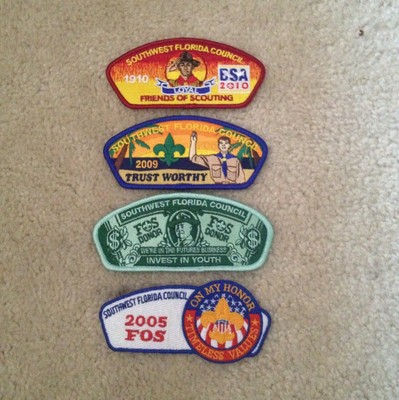 SOUTHWEST FLORIDA COUNCIL
1910
BSA
2010
LOYAL
FRIENDS OF SCOUTING
SOUTHWEST FLORIDA COUNCIL
2009
TRUST WORTHY
SOUTHWEST FLORIDA COUNCIL
$ FOS DONOR FOS DONOR $
WE'RE IN THE FUTURES BUSINESS
INVEST IN YOUTH
SOUTHWEST FLORIDA COUNCIL
2005
FOS
ON MY HONOR
TIMELESS VALUES